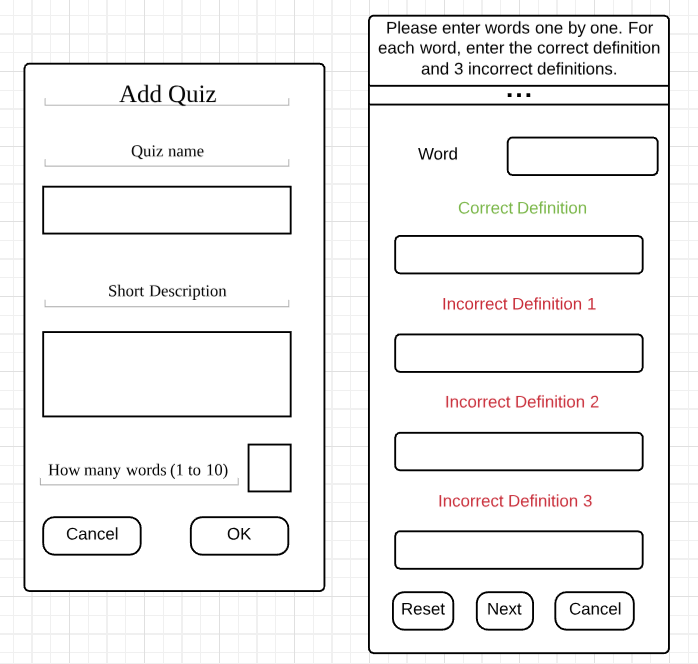 Add Quiz
Quiz name
Short Description
How many words (1 to 10)
Cancel
OK
Please enter words one by one. For
each word, enter the correct definition
and 3 incorrect definitions.
...
Word
Correct Definition
Incorrect Definition 1
Incorrect Definition 2
Incorrect Definition 3
Reset
Next
Cancel